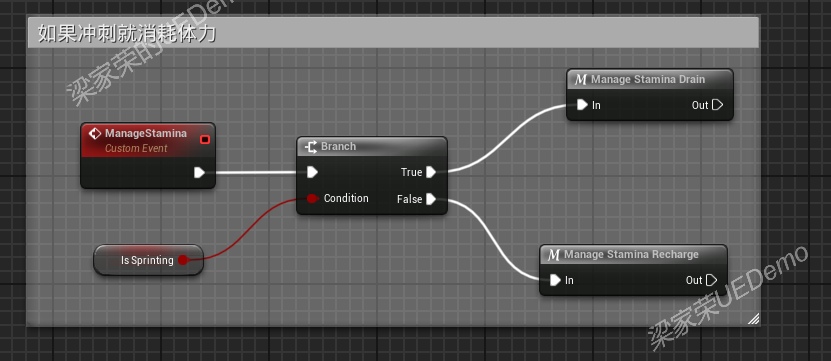 如果冲刺就消耗体力
梁家荣的UEDemo
Manage Stamina Drain
In Out
ManageStamina
Custom Event
Branch
True
Condition False
Is Sprinting
Manage Stamina Recharge
In Out
梁家荣UEDemo